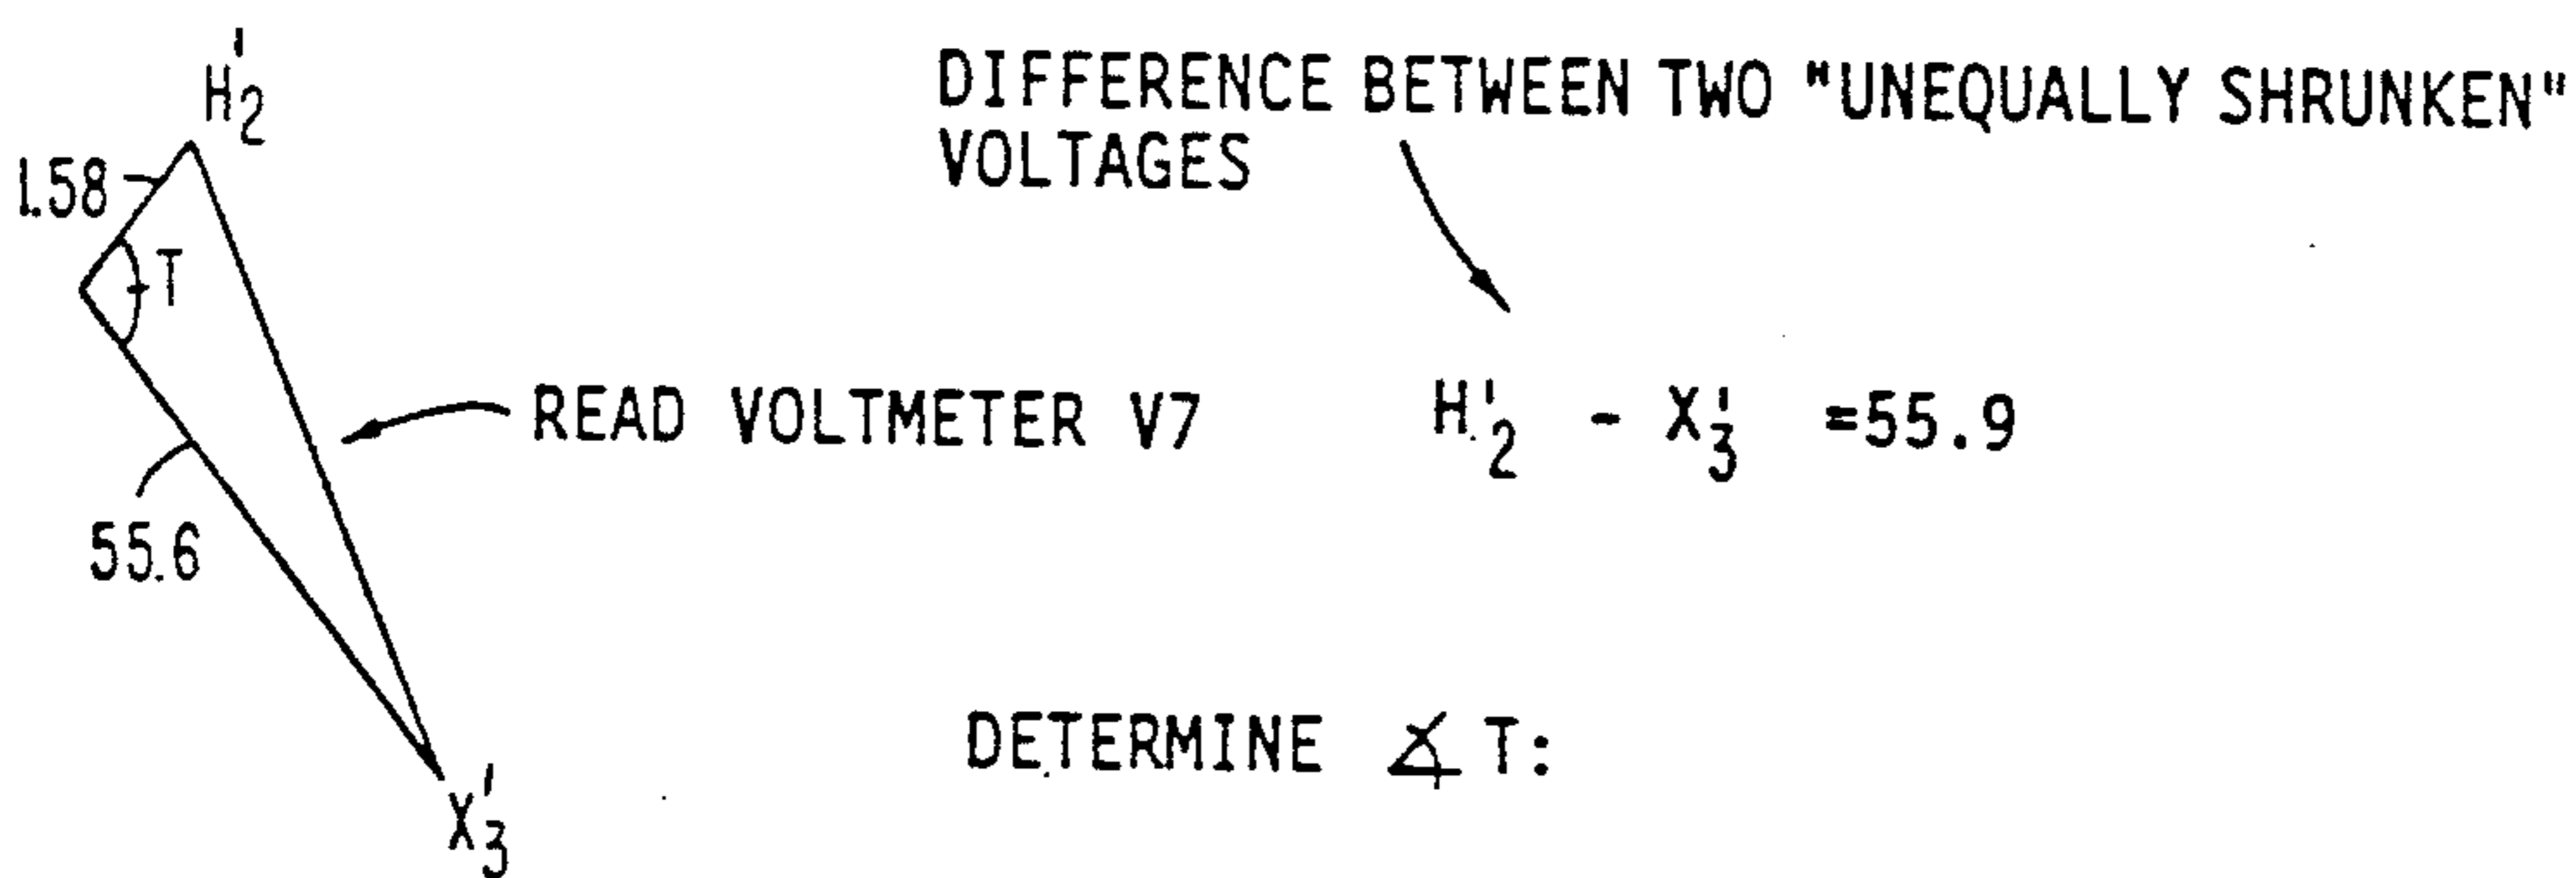 H'2
DIFFERENCE BETWEEN TWO "UNEQUALLY SHRUNKEN"
VOLTAGES
1.58
T
READ VOLTMETER V7
H'2 - X'3 =55.9
55.6
DETERMINE ∡ T:
X'3